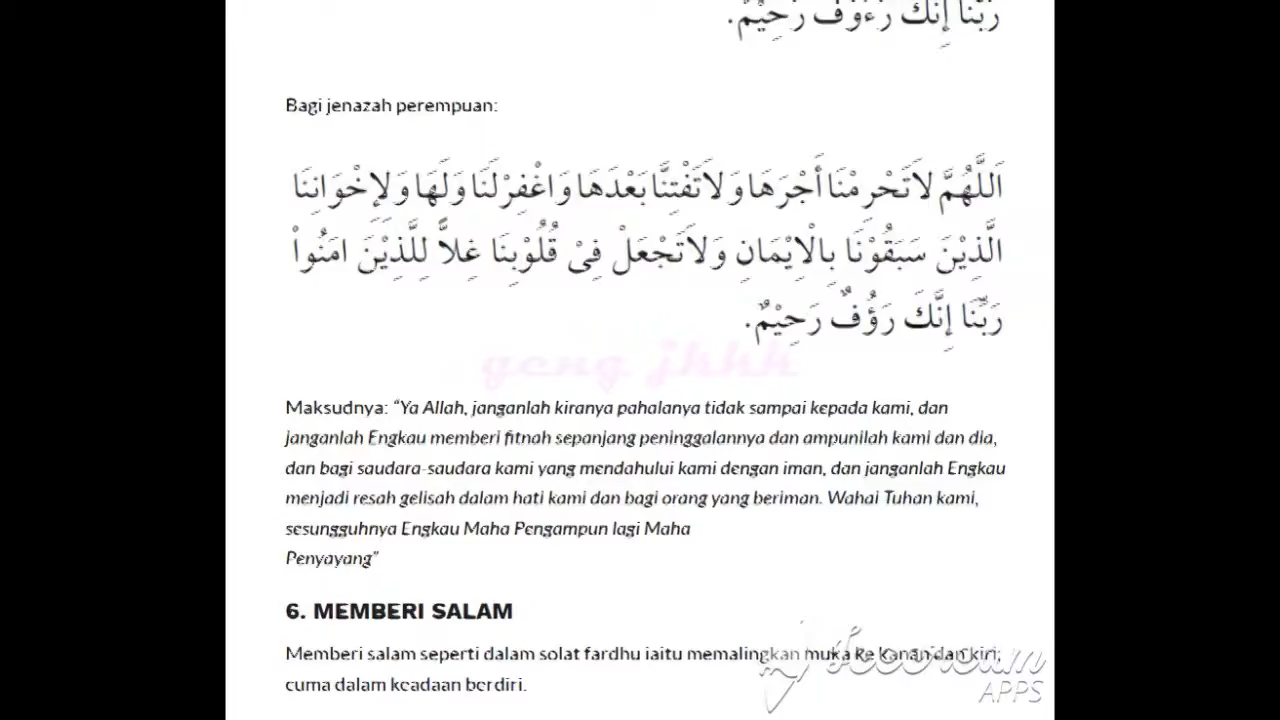 رَبَّنَا إِنَّكَ رَءُوْفٌ رَحِيْمٌ.
Bagi jenazah perempuan:
اَللَّهُمَّ لاَتَحْرِمْنَا أَجْرَهَا وَلاَتَفْتِنَّا بَعْدَهَا وَاغْفِرْلَنَا وَلَهَا وَلِإِخْوَانِنَا
الَّذِيْنَ سَبَقُوْنَا بِالْاِيْمَانِ وَلاَتَجْعَلْ فِىْ قُلُوْبِنَا غِلاًّ لِلَّذِيْنَ امَنُواْ
رَبَّنَا إِنَّكَ رَؤُفٌ رَحِيْمٌ.
geng jkkk
Maksudnya: “Ya Allah, janganlah kiranya pahalanya tidak sampai kepada kami, dan
janganlah Engkau memberi fitnah sepanjang peninggalannya dan ampunilah kami dan dia,
dan bagi saudara-saudara kami yang mendahului kami dengan iman, dan janganlah Engkau
menjadi resah gelisah dalam hati kami dan bagi orang yang beriman. Wahai Tuhan kami,
sesungguhnya Engkau Maha Pengampun lagi Maha
Penyayang”
6. MEMBERI SALAM
Memberi salam seperti dalam solat fardhu iaitu memalingkan muka ke kanan dan kiri;
cuma dalam keadaan berdiri.
APPS